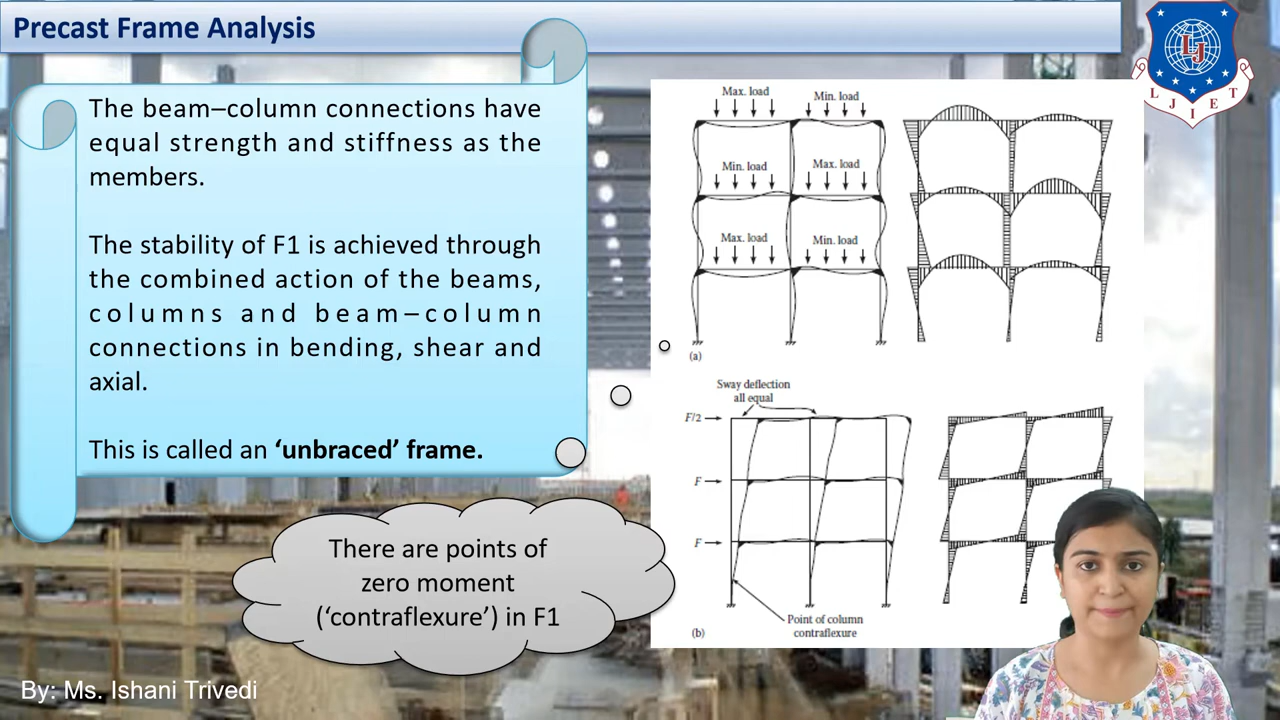 Precast Frame Analysis
The beam–column connections have
equal strength and stiffness as the
members.
The stability of F1 is achieved through
the combined action of the beams,
columns and beam–column
connections in bending, shear and
axial.
This is called an ‘unbraced’ frame.
There are points of
zero moment
(‘contraflexure’) in F1
By: Ms. Ishani Trivedi
Max. load
Min. load
Min. load
Max. load
Max. load
Min. load
(a)
Sway deflection
all equal
F/2
F
F
Point of column
contraflexure
(b)
LJ
L J I E T